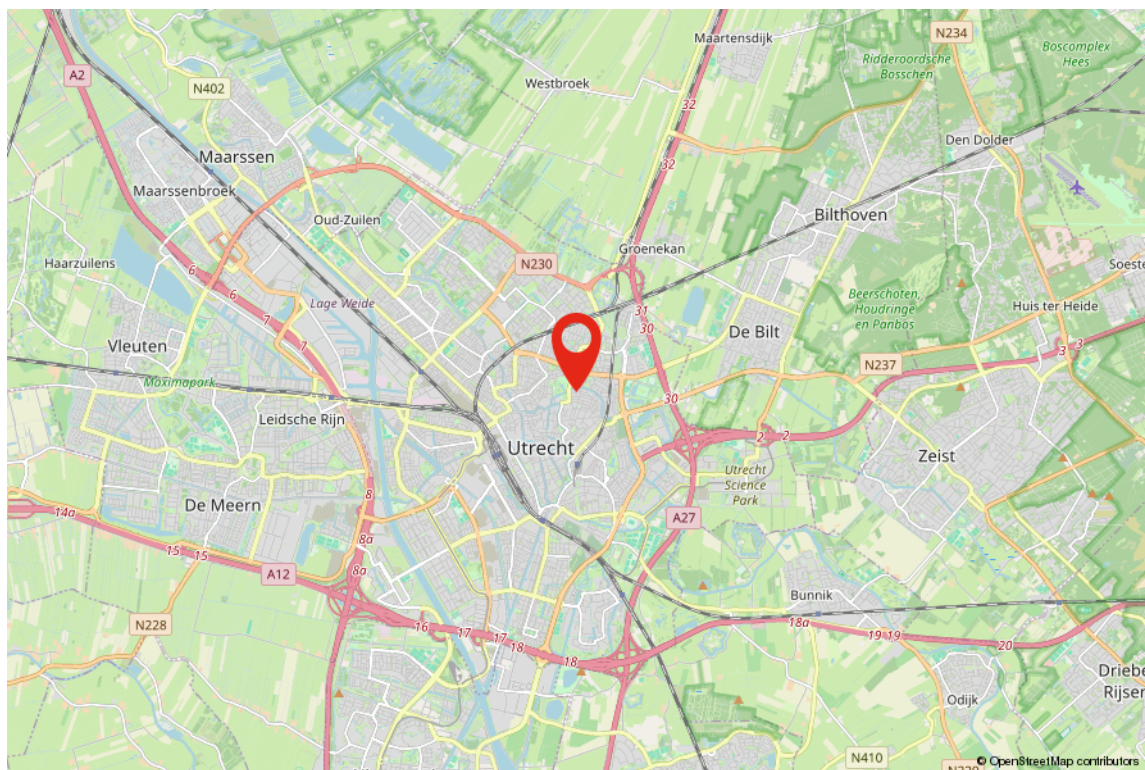 Maartensdijk
N234
Boscomplex
Hees
Ridderoordsche
Bosschen
A2
N402
Westbroek
32
32
Den Dolder
Maarssen
Maarssenbroek
Oud-Zuilen
Bilthoven
Groenekan
Haarzuilens
6
6
N230
Soeste
Lage Weide
7
7
31
30
Beerschoten,
Houdringe
en Panbos
Huis ter Heide
De Bilt
Vleuten
3
3
N237
Máximapark
30
Leidsche Rijn
2
2
Utrecht
Zeist
Utrecht
Science
Park
8
De Meern
14a
A27
8a
15
15
8a
A12
Bunnik
N228
16
17
17
18
18
18a
19
19
20
Driebe
Rijsen
Odijk
N410
N229
© OpenStreetMap contributors